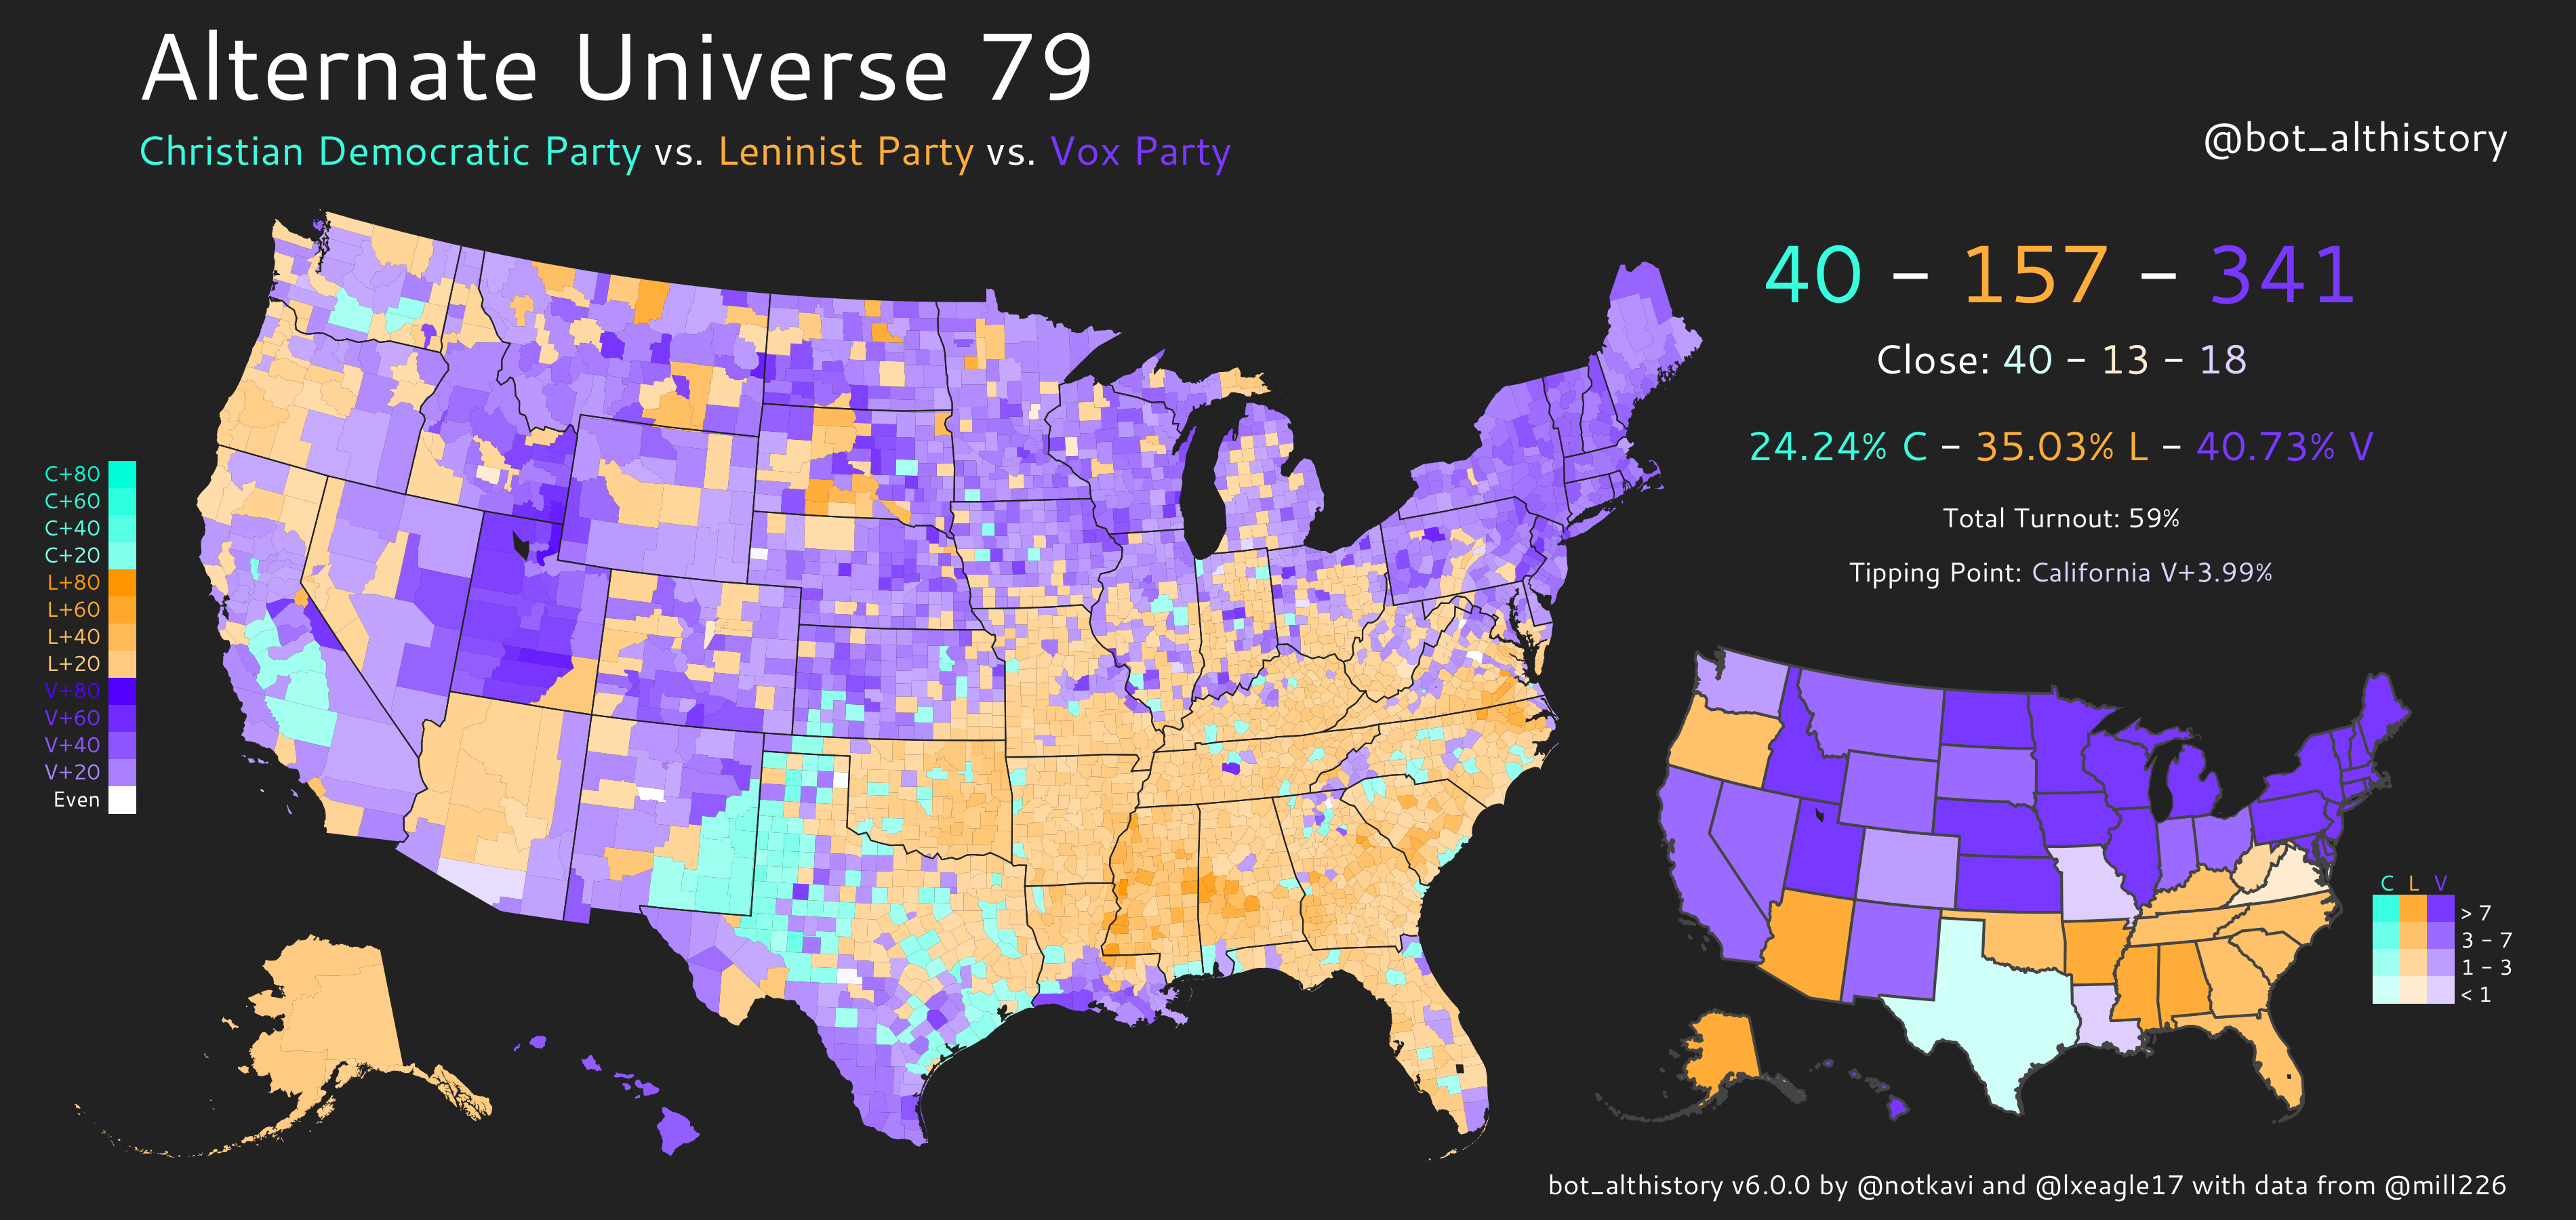 Alternate Universe 79
Christian Democratic Party vs. Leninist Party vs. Vox Party
@bot_althistory
40 – 157 – 341
Close: 40 – 13 – 18
24.24% C – 35.03% L – 40.73% V
Total Turnout: 59%
Tipping Point: California V+3.99%
C+80
C+60
C+40
C+20
L+80
L+60
L+40
L+20
V+80
V+60
V+40
V+20
Even
C L V
> 7
3 – 7
1 – 3
< 1
bot_althistory v6.0.0 by @notkavi and @lxeagle17 with data from @mill226